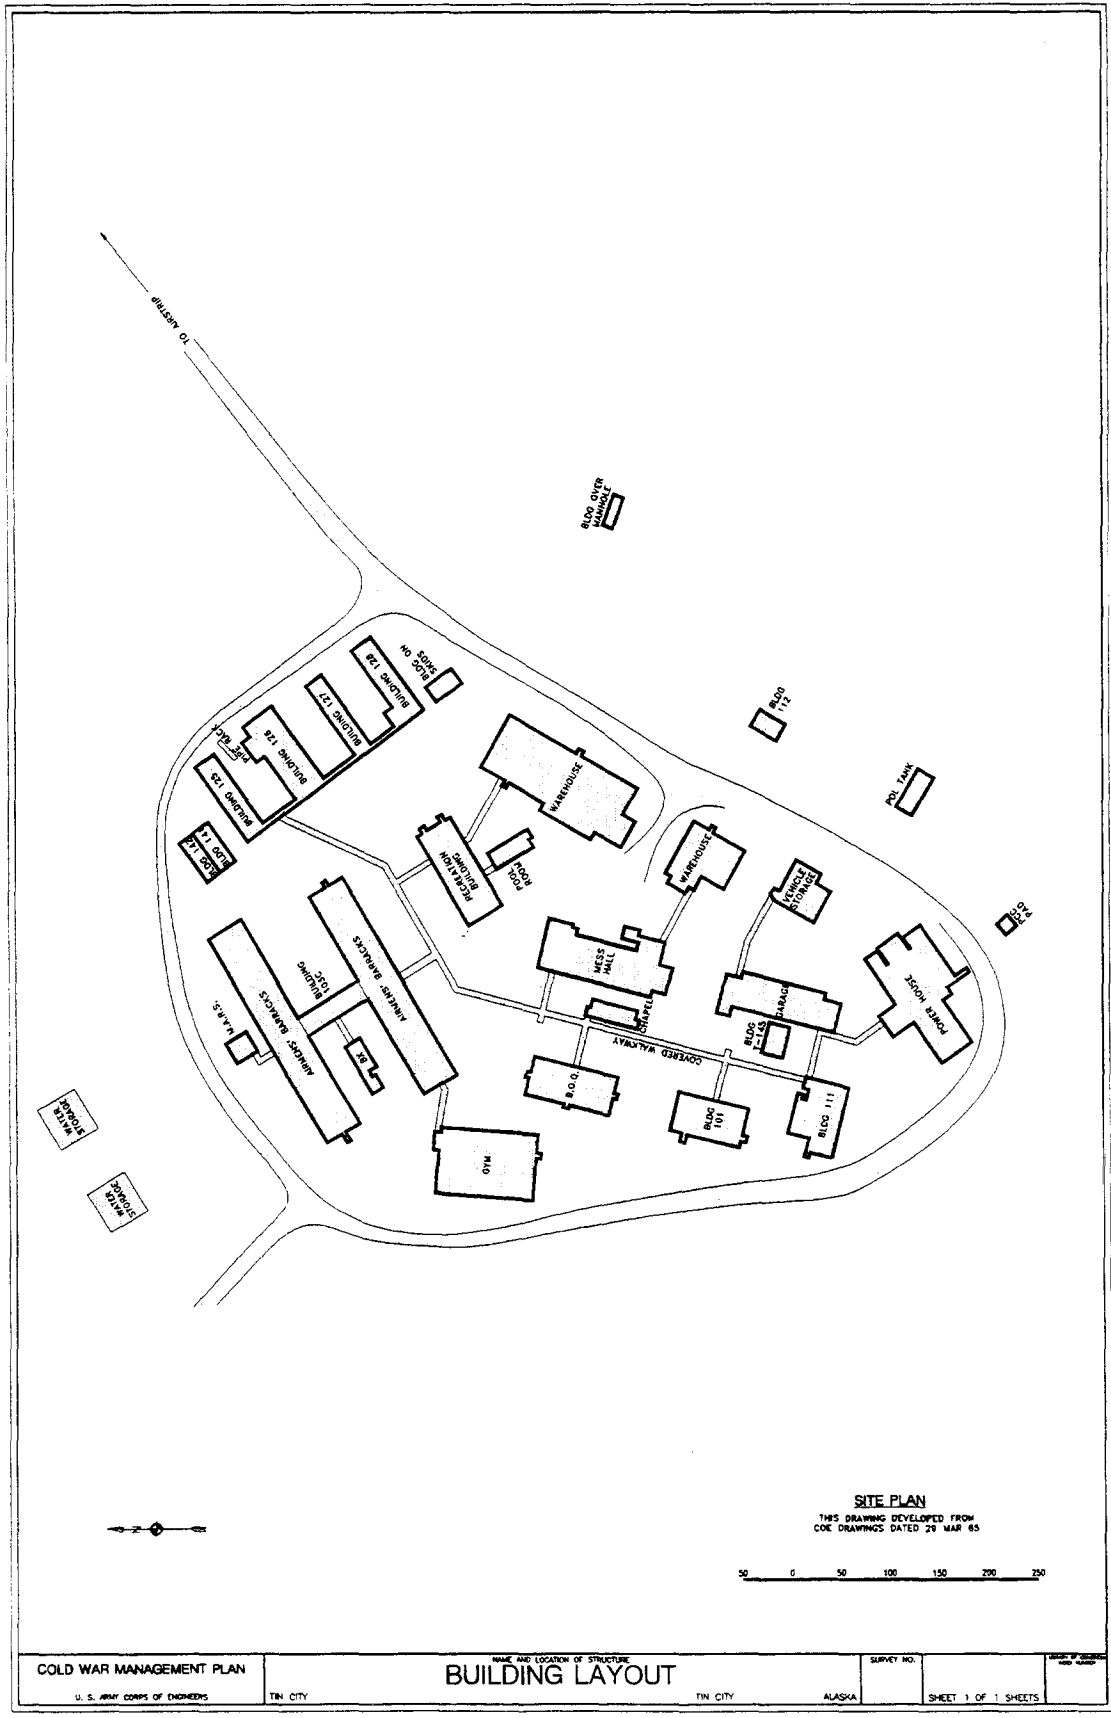 TO AIRSTRIP
BLDG OVER
MANHOLE
BLDG ON
SKIDS
BUILDING 128
BUILDING 127
BUILDING 126
PIPE RACK
BUILDING 125
BLDG 141
BLDG 142
BLDG
112
POL TANK
WAREHOUSE
WAREHOUSE
RECREATION
BUILDING
POOL
ROOM
VEHICLE
STORAGE
PAD
POWER HOUSE
MESS
HALL
GARAGE
CHAPEL
BLDG
T-145
COVERED WALKWAY
AIRMENS' BARRACKS
BUILDING
105C
AIRMENS' BARRACKS
M.A.R.S.
BX
B.O.Q.
BLDG
101
BLDG 111
GYM
WATER
STORAGE
WATER
STORAGE
N
SITE PLAN
THIS DRAWING DEVELOPED FROM
COE DRAWINGS DATED 29 MAR 65
50 0 50 100 150 200 250
COLD WAR MANAGEMENT PLAN
U. S. ARMY CORPS OF ENGINEERS
NAME AND LOCATION OF STRUCTURE
BUILDING LAYOUT
TIN CITY
TIN CITY
ALASKA
SURVEY NO.
SHEET 1 OF 1 SHEETS